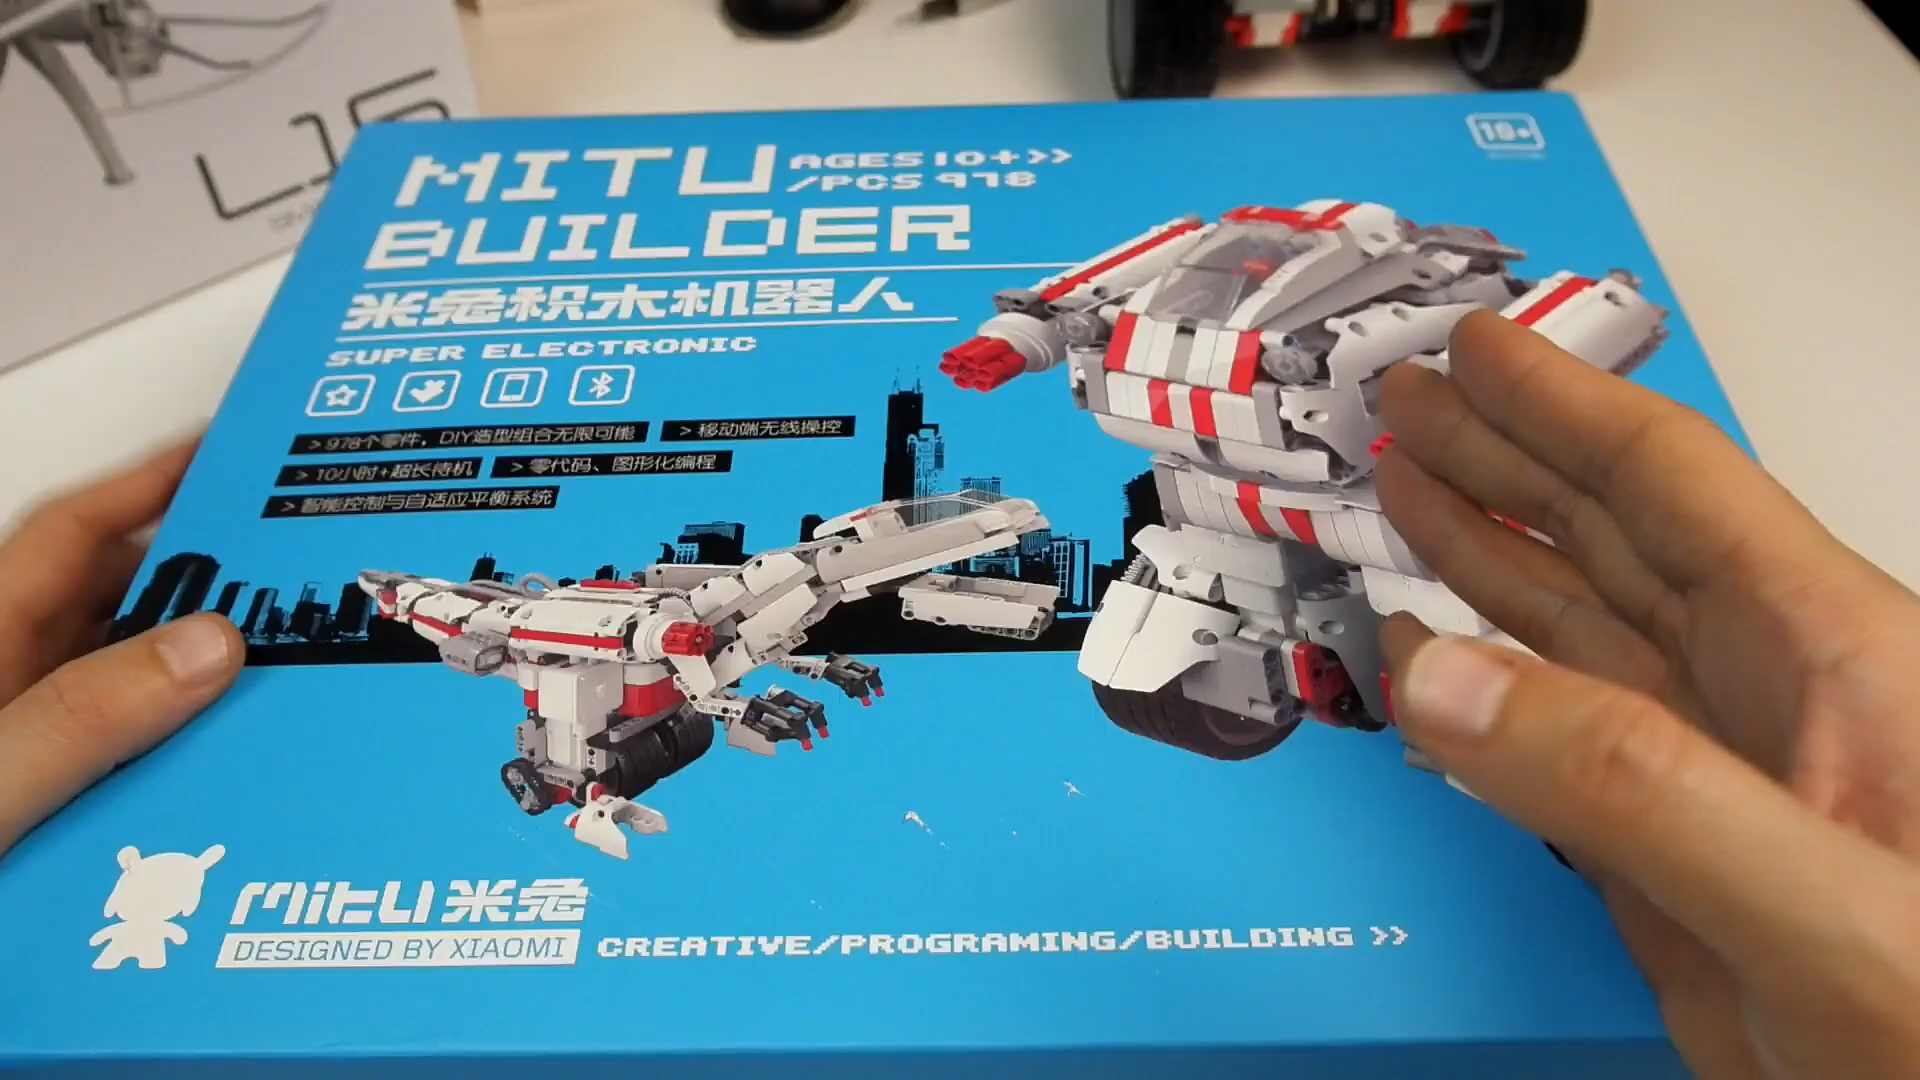 MITU
AGES 10+>>
/PCS 978
BUILDER
米兔积木机器人
SUPER ELECTRONIC
> 978个零件，DIY造型组合无限可能
> 移动端无线操控
> 10小时+超长待机
> 零代码、图形化编程
> 智能控制与自适应平衡系统
MiTU 米兔
DESIGNED BY XIAOMI
CREATIVE/PROGRAMING/BUILDING >>
10+